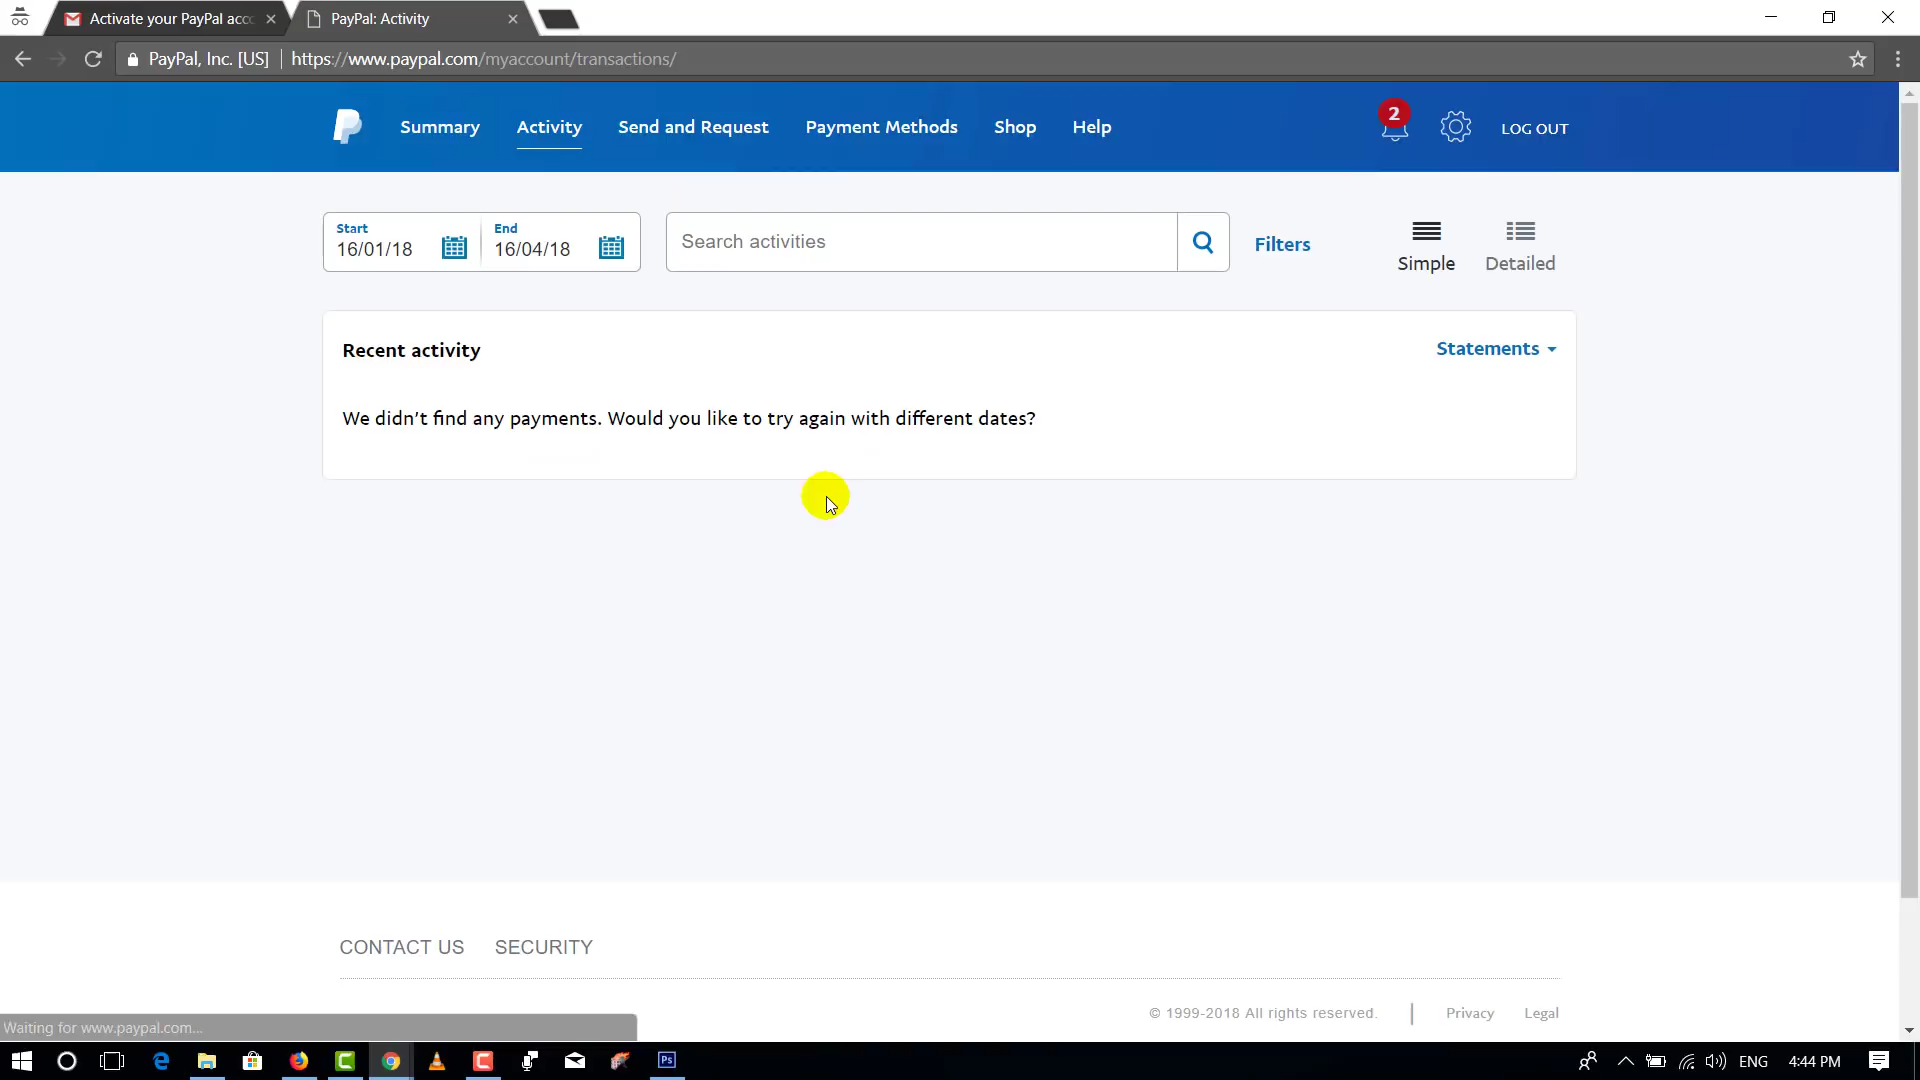 Activate your PayPal acc
PayPal: Activity
PayPal, Inc. [US] https://www.paypal.com/myaccount/transactions/
Summary Activity Send and Request Payment Methods Shop Help 2 LOG OUT
Start 16/01/18 End 16/04/18
Search activities
Filters
Simple Detailed
Recent activity
Statements
We didn't find any payments. Would you like to try again with different dates?
CONTACT US SECURITY
© 1999-2018 All rights reserved. | Privacy Legal
Waiting for www.paypal.com...
Ps
ENG 4:44 PM